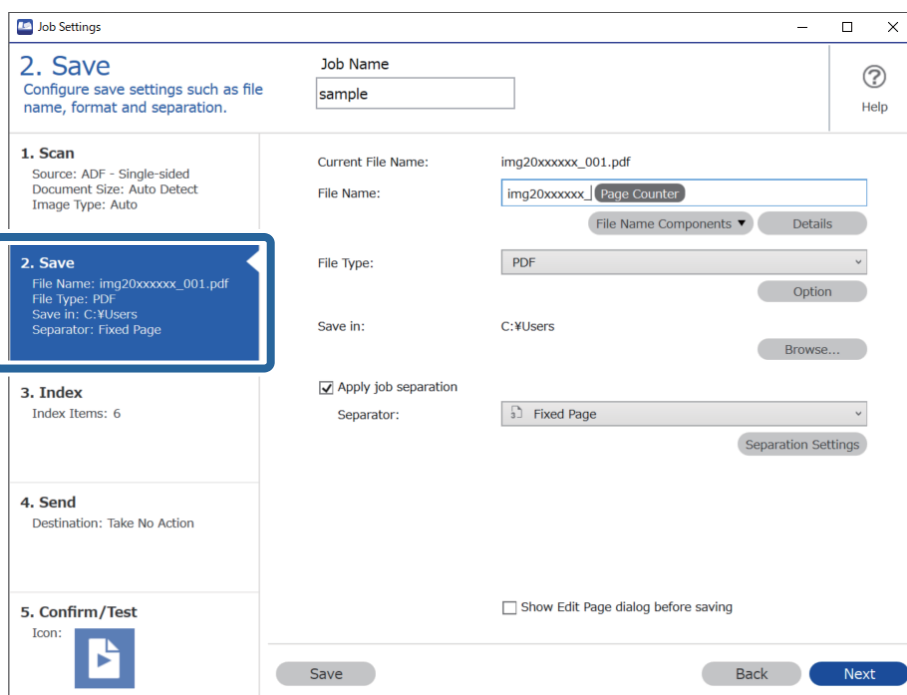 Job Settings
2. Save
Configure save settings such as file
name, format and separation.
Job Name
sample
Help
1. Scan
Source: ADF - Single-sided
Document Size: Auto Detect
Image Type: Auto
2. Save
File Name: img20xxxxxx_001.pdf
File Type: PDF
Save in: C:¥Users
Separator: Fixed Page
3. Index
Index Items: 6
4. Send
Destination: Take No Action
5. Confirm/Test
Icon:
Current File Name: img20xxxxxx_001.pdf
File Name: img20xxxxxx_ Page Counter
File Name Components ▼ Details
File Type: PDF
Option
Save in: C:¥Users
Browse...
Apply job separation
Separator: 3 Fixed Page
Separation Settings
Show Edit Page dialog before saving
Save Back Next